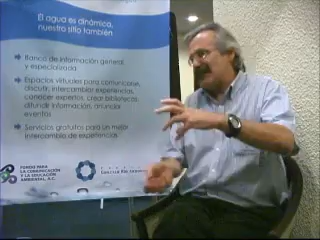 El agua es dinámica,
nuestro sitio también
Banco de información general
y especializada
Espacios virtuales para comunicarse,
discutir, intercambiar experiencias,
conocer expertos, crear bibliotecas,
difundir información, anunciar
eventos
Servicios gratuitos para un mejor
intercambio de experiencias
FONDO PARA
LA COMUNICACIÓN
Y LA EDUCACIÓN
AMBIENTAL, A.C.